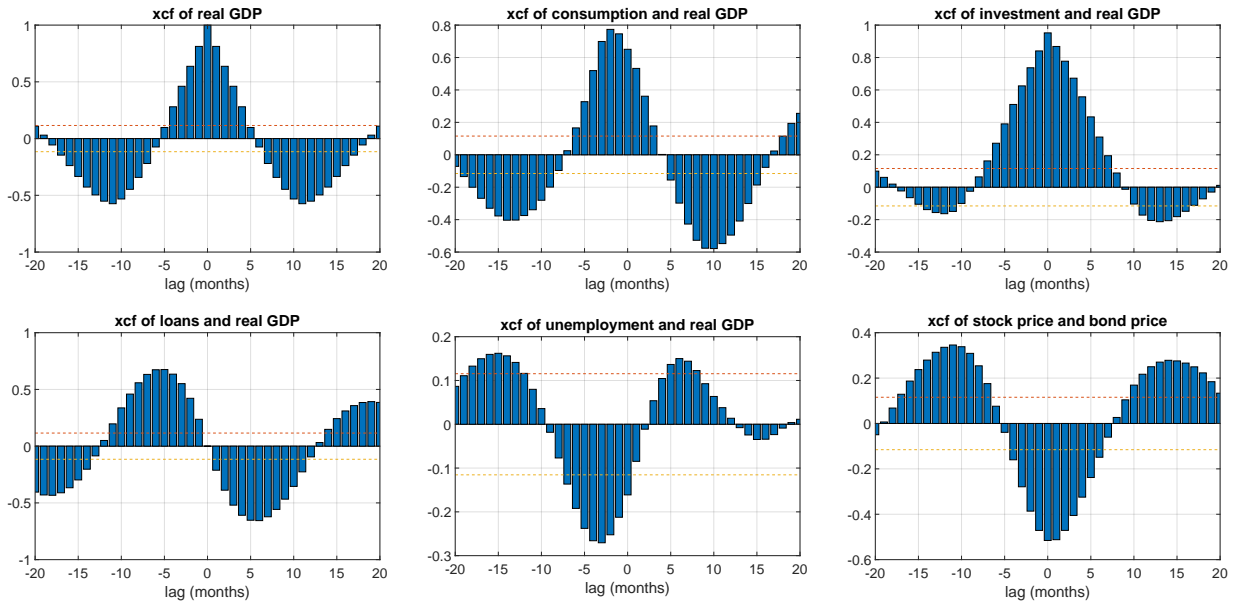 xcf of real GDP
1
0.5
0
-0.5
-1
-20 -15 -10 -5 0 5 10 15 20
lag (months)
xcf of consumption and real GDP
0.8
0.6
0.4
0.2
0
-0.2
-0.4
-0.6
-20 -15 -10 -5 0 5 10 15 20
lag (months)
xcf of investment and real GDP
1
0.8
0.6
0.4
0.2
0
-0.2
-0.4
-20 -15 -10 -5 0 5 10 15 20
lag (months)
xcf of loans and real GDP
1
0.5
0
-0.5
-1
-20 -15 -10 -5 0 5 10 15 20
lag (months)
xcf of unemployment and real GDP
0.2
0.1
0
-0.1
-0.2
-0.3
-20 -15 -10 -5 0 5 10 15 20
lag (months)
xcf of stock price and bond price
0.4
0.2
0
-0.2
-0.4
-0.6
-20 -15 -10 -5 0 5 10 15 20
lag (months)